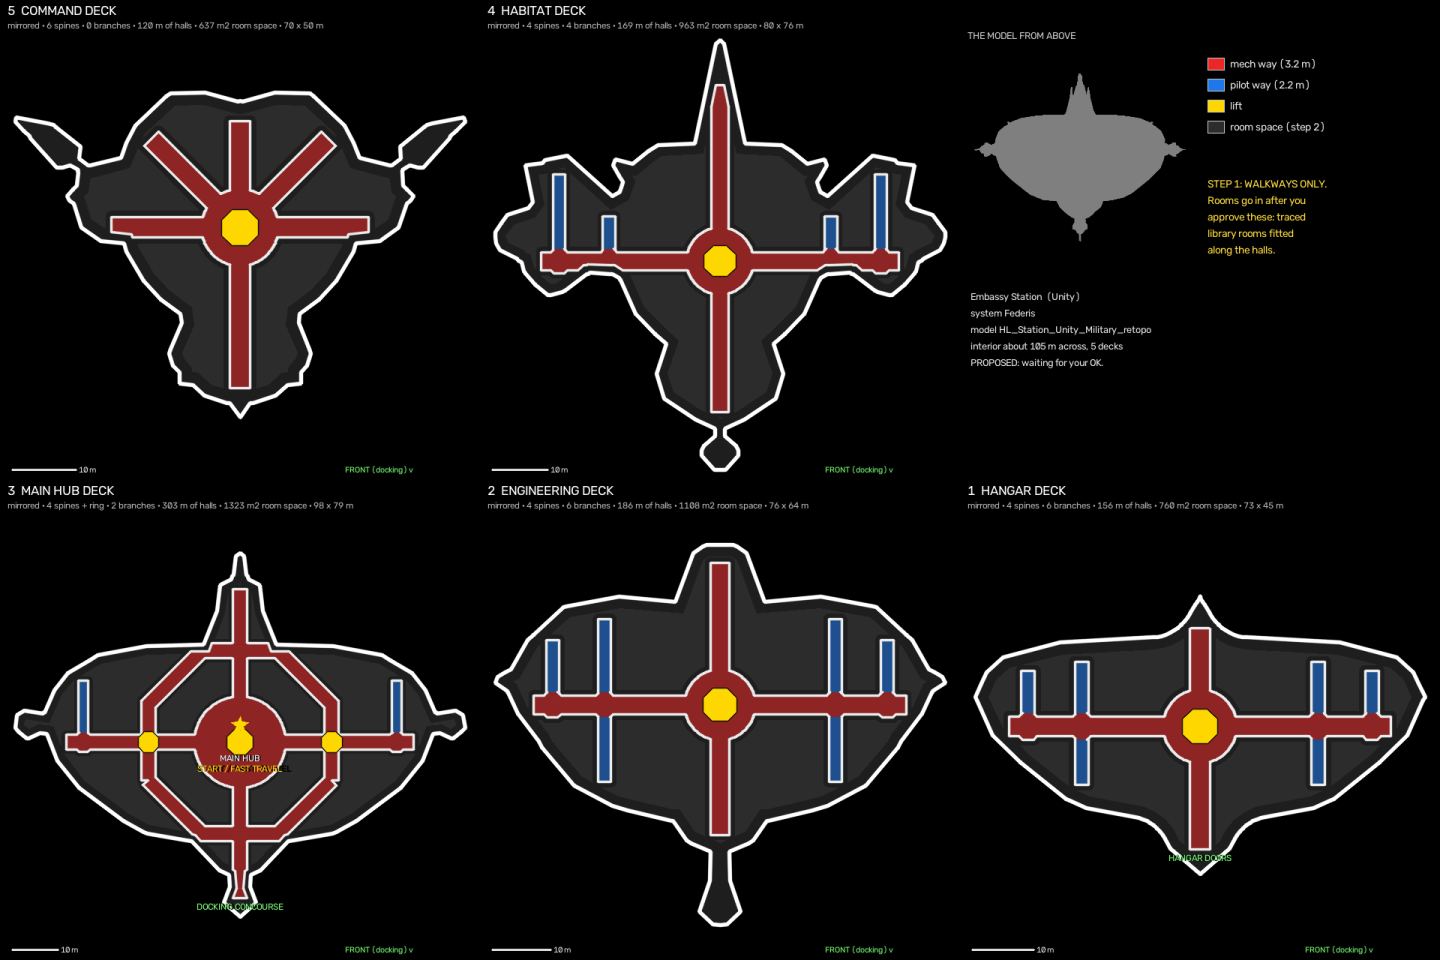 5 COMMAND DECK
mirrored • 6 spines • 0 branches • 120 m of halls • 637 m2 room space • 70 x 50 m
10 m
FRONT (docking) v
4 HABITAT DECK
mirrored • 4 spines • 4 branches • 169 m of halls • 963 m2 room space • 80 x 76 m
10 m
FRONT (docking) v
THE MODEL FROM ABOVE
mech way (3.2 m)
pilot way (2.2 m)
lift
room space (step 2)
STEP 1: WALKWAYS ONLY.
Rooms go in after you
approve these: traced
library rooms fitted
along the halls.
Embassy Station (Unity)
system Federis
model HL_Station_Unity_Military_retopo
interior about 105 m across, 5 decks
PROPOSED: waiting for your OK.
3 MAIN HUB DECK
mirrored • 4 spines + ring • 2 branches • 303 m of halls • 1323 m2 room space • 98 x 79 m
MAIN HUB
START / FAST TRAVEL
DOCKING CONCOURSE
10 m
FRONT (docking) v
2 ENGINEERING DECK
mirrored • 4 spines • 6 branches • 186 m of halls • 1108 m2 room space • 76 x 64 m
10 m
FRONT (docking) v
1 HANGAR DECK
mirrored • 4 spines • 6 branches • 156 m of halls • 760 m2 room space • 73 x 45 m
HANGAR DOORS
10 m
FRONT (docking) v